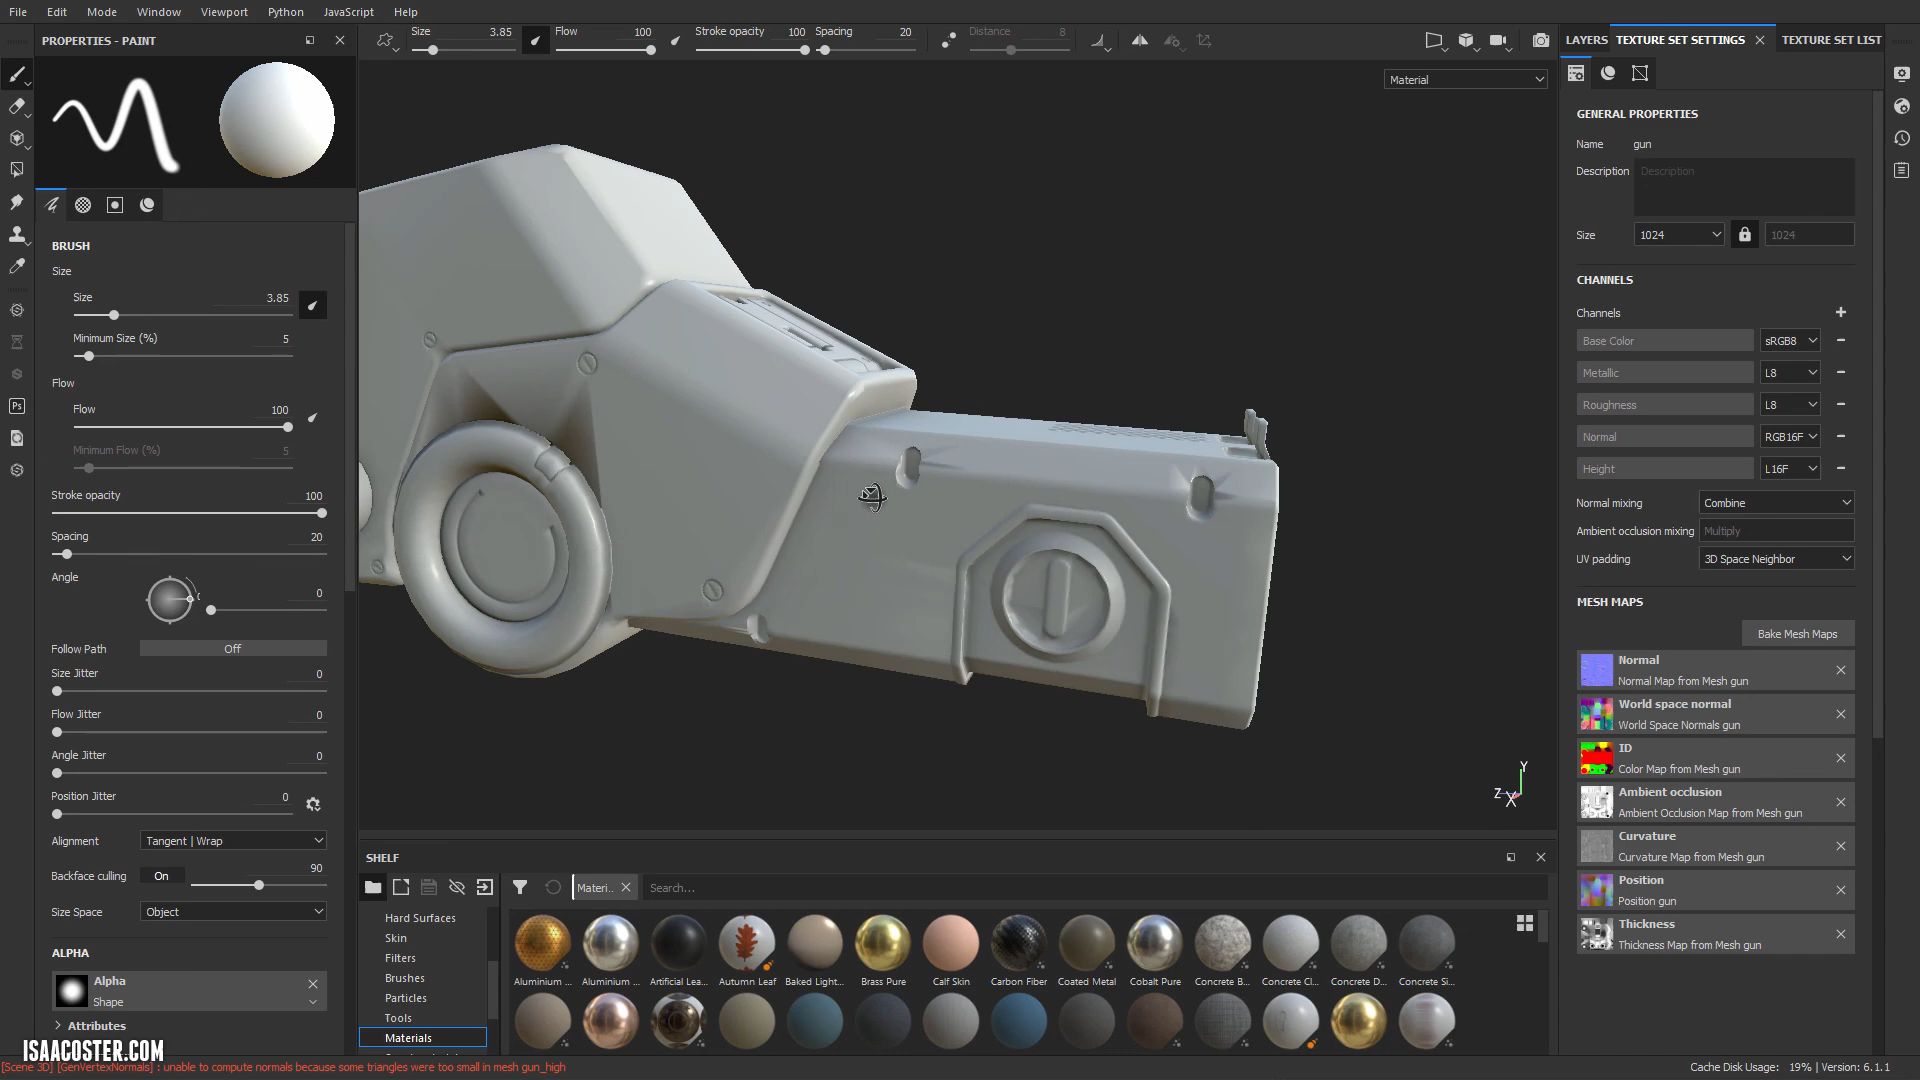 File Edit Mode Window Viewport Python JavaScript Help
PROPERTIES - PAINT
Size 3.85 Flow 100 Stroke opacity 100 Spacing 20 Distance 8
LAYERS TEXTURE SET SETTINGS TEXTURE SET LIST
Material
BRUSH
Size
Size 3.85
Minimum Size (%) 5
Flow
Flow 100
Minimum Flow (%) 5
Stroke opacity 100
Spacing 20
Angle 0
Follow Path Off
Size Jitter 0
Flow Jitter 0
Angle Jitter 0
Position Jitter 0
Alignment Tangent | Wrap
Backface culling On 90
Size Space Object
ALPHA
Alpha
Shape
Attributes
ISAACOSTER.COM
GENERAL PROPERTIES
Name gun
Description Description
Size 1024 1024
CHANNELS
Channels
Base Color sRGB8
Metallic L8
Roughness L8
Normal RGB16F
Height L16F
Normal mixing Combine
Ambient occlusion mixing Multiply
UV padding 3D Space Neighbor
MESH MAPS
Bake Mesh Maps
Normal
Normal Map from Mesh gun
World space normal
World Space Normals gun
ID
Color Map from Mesh gun
Ambient occlusion
Ambient Occlusion Map from Mesh gun
Curvature
Curvature Map from Mesh gun
Position
Position gun
Thickness
Thickness Map from Mesh gun
Y
Z
X
SHELF
Materi.. Search...
Hard Surfaces
Skin
Filters
Brushes
Particles
Tools
Materials
Aluminium ... Aluminium ... Artificial Lea... Autumn Leaf Baked Light... Brass Pure Calf Skin Carbon Fiber Coated Metal Cobalt Pure Concrete B... Concrete Cl... Concrete D... Concrete Si...
[Scene 3D] [GenVertexNormals] : unable to compute normals because some triangles were too small in mesh gun_high
Cache Disk Usage: 19% | Version: 6.1.1